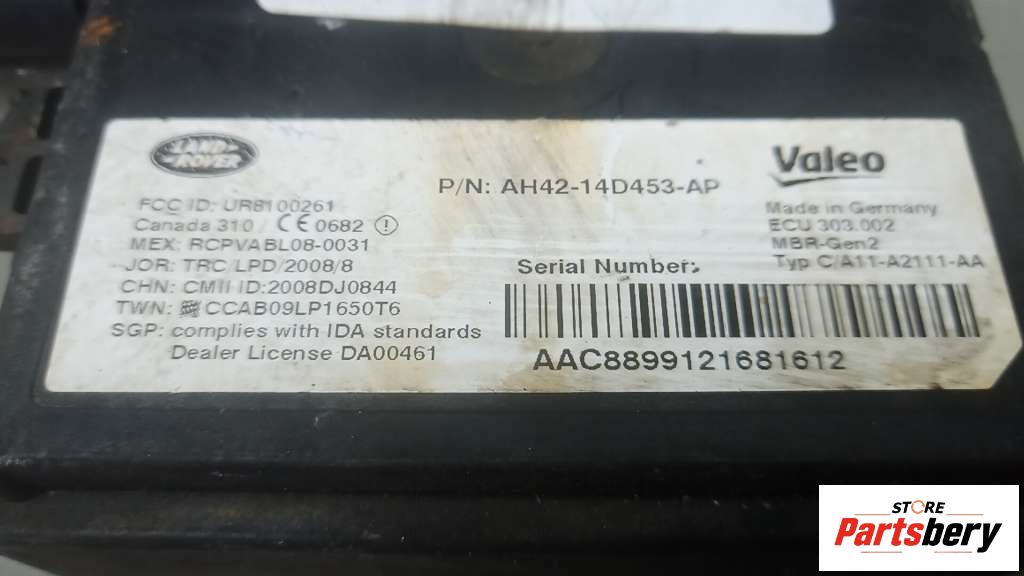 LAND ROVER
Valeo
P/N: AH42-14D453-AP
FCC ID: UR8100261
Canada 310 / CE 0682
MEX: RCPVABL08-0031
JOR: TRC/LPD/2008/8
CHN: CMII ID:2008DJ0844
TWN: CCAB09LP1650T6
SGP: complies with IDA standards
Dealer License DA00461
Made in Germany
ECU 303.002
MBR-Gen2
Typ C/A11-A2111-AA
Serial Number:
AAC8899121681612
STORE
Partsbery